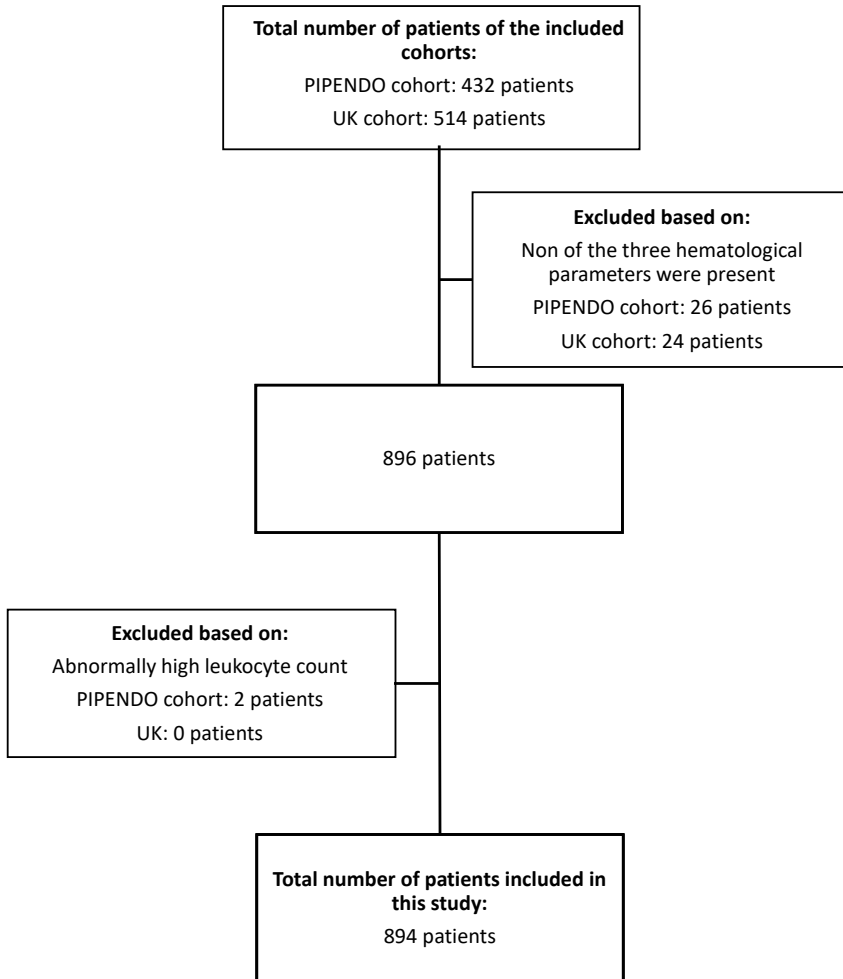 Total number of patients of the included
cohorts:
PIPENDO cohort: 432 patients
UK cohort: 514 patients
Excluded based on:
Non of the three hematological
parameters were present
PIPENDO cohort: 26 patients
UK cohort: 24 patients
896 patients
Excluded based on:
Abnormally high leukocyte count
PIPENDO cohort: 2 patients
UK: 0 patients
Total number of patients included in
this study:
894 patients